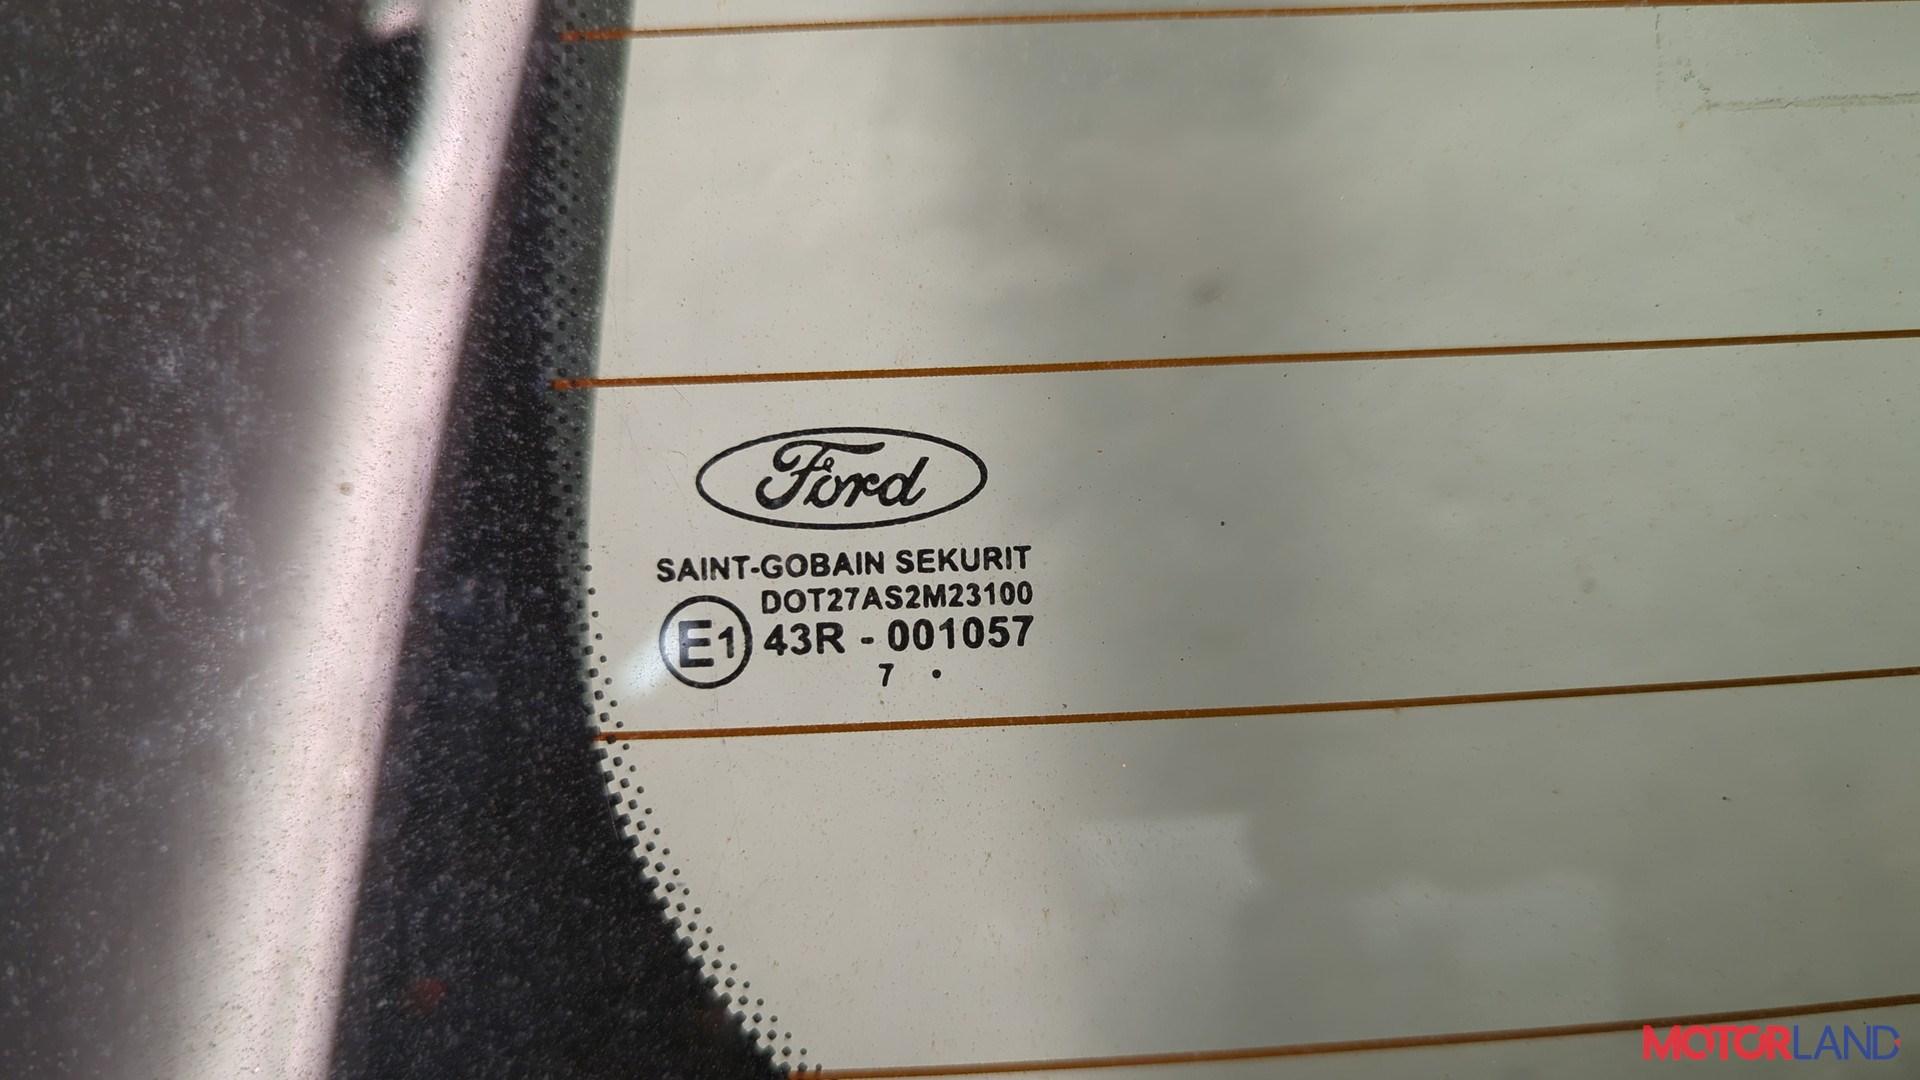 Ford
SAINT-GOBAIN SEKURIT
DOT27AS2M23100
E1 43R - 001057
7 •
MOTORLAND